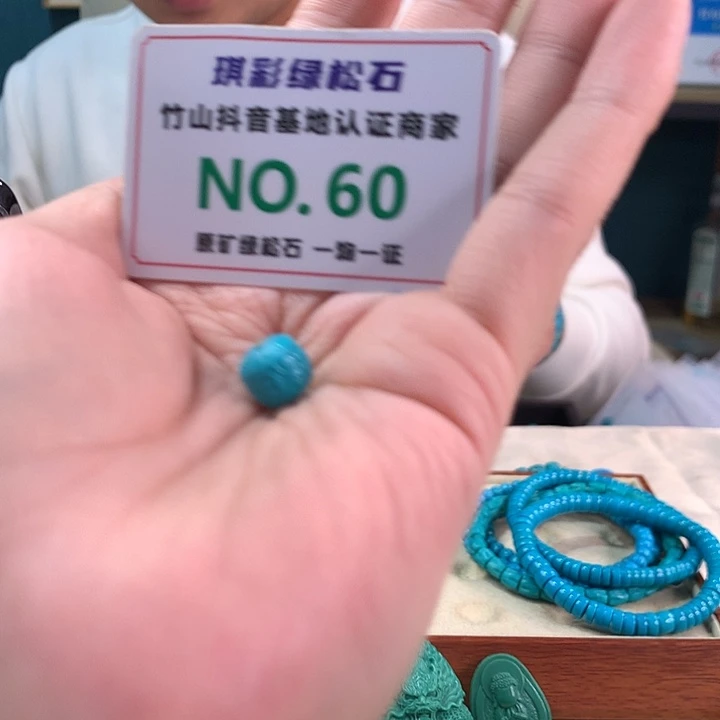 琪彩绿松石
竹山抖音基地认证商家
NO. 60
原矿绿松石 一物一证